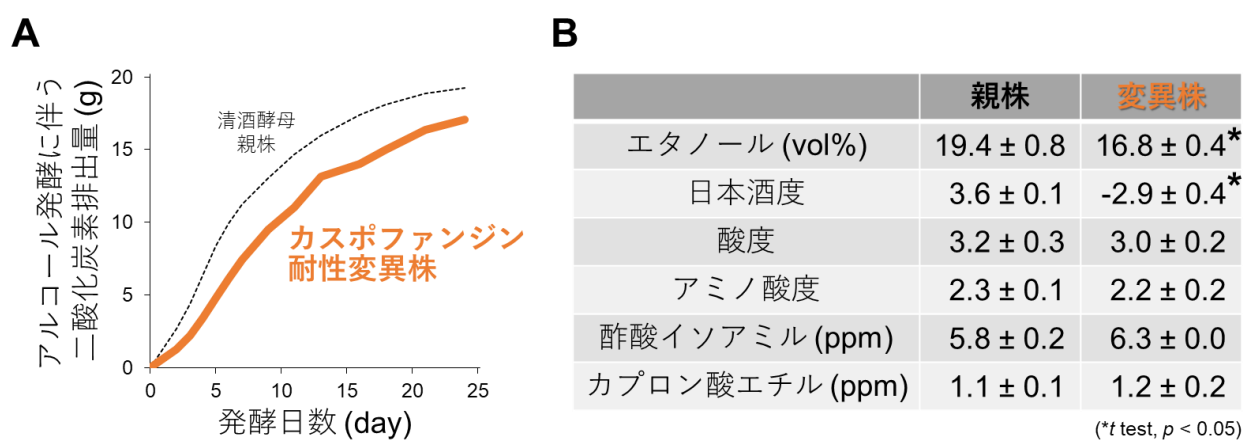 A
アルコール発酵に伴う
二酸化炭素排出量 (g)
20
15
10
5
0
清酒酵母
親株
カスポファンジン
耐性変異株
0 5 10 15 20 25
発酵日数 (day)
B
親株 変異株
エタノール (vol%) 19.4 ± 0.8 16.8 ± 0.4*
日本酒度 3.6 ± 0.1 -2.9 ± 0.4*
酸度 3.2 ± 0.3 3.0 ± 0.2
アミノ酸度 2.3 ± 0.1 2.2 ± 0.2
酢酸イソアミル (ppm) 5.8 ± 0.2 6.3 ± 0.0
カプロン酸エチル (ppm) 1.1 ± 0.1 1.2 ± 0.2
(*t test, p < 0.05)